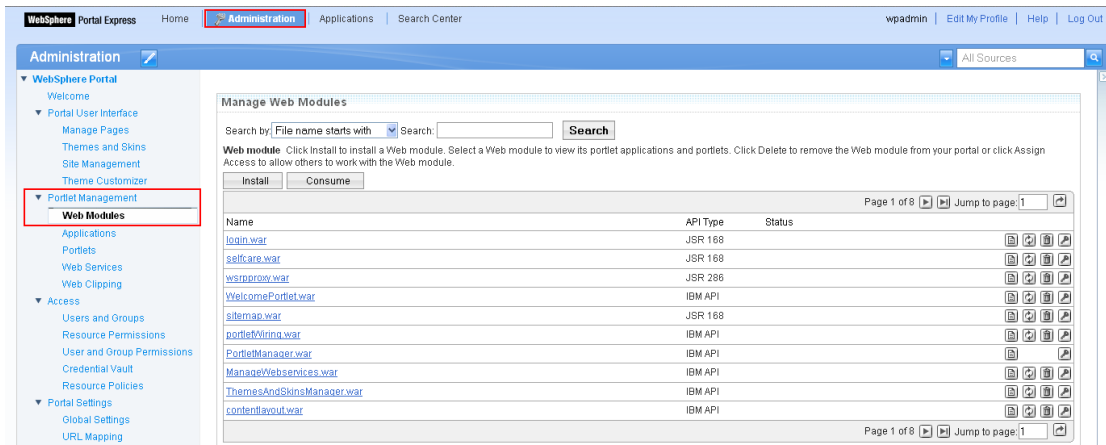 WebSphere Portal Express Home Administration Applications Search Center wpadmin Edit My Profile Help Log Out
Administration All Sources
WebSphere Portal
Welcome
Portal User Interface
Manage Pages
Themes and Skins
Site Management
Theme Customizer
Portlet Management
Web Modules
Applications
Portlets
Web Services
Web Clipping
Access
Users and Groups
Resource Permissions
User and Group Permissions
Credential Vault
Resource Policies
Portal Settings
Global Settings
URL Mapping
Manage Web Modules
Search by: File name starts with Search: Search
Web module Click Install to install a Web module. Select a Web module to view its portlet applications and portlets. Click Delete to remove the Web module from your portal or click Assign
Access to allow others to work with the Web module.
Install Consume
Page 1 of 8 Jump to page: 1
Name API Type Status
login.war JSR 168
selfcare.war JSR 168
wsrpproxy.war JSR 286
WelcomePortlet.war IBM API
sitemap.war JSR 168
portletWiring.war IBM API
PortletManager.war IBM API
ManageWebservices.war IBM API
ThemesAndSkinsManager.war IBM API
contentlayout.war IBM API
Page 1 of 8 Jump to page: 1